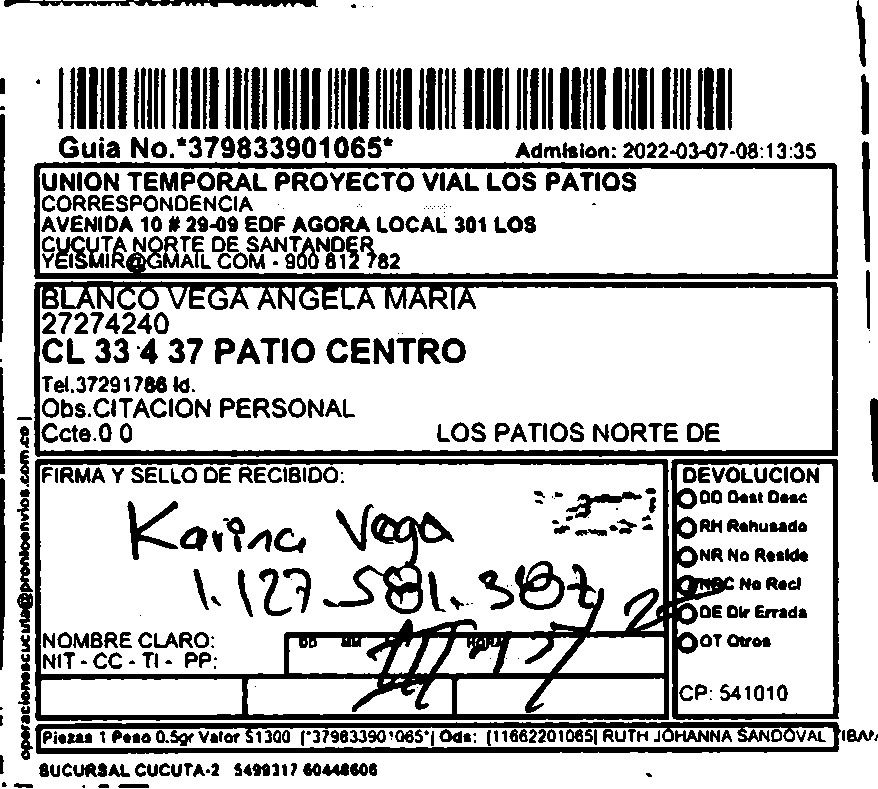 Guia No.*379833901065*
Admision: 2022-03-07-08:13:35
UNION TEMPORAL PROYECTO VIAL LOS PATIOS
CORRESPONDENCIA
AVENIDA 10 # 29-09 EDF AGORA LOCAL 301 LOS
CUCUTA NORTE DE SANTANDER
YEISMIR@GMAIL COM - 900 812 782
BLANCO VEGA ANGELA MARIA
27274240
CL 33 4 37 PATIO CENTRO
Tel.37291786 Id.
Obs.CITACION PERSONAL
Ccte.0 0 LOS PATIOS NORTE DE
operacionescucuta@prontoenvios.com.co |
FIRMA Y SELLO DE RECIBIDO:
Karina Vega
1.127.581.387
NOMBRE CLARO:
NIT - CC - TI - PP:
DD MM HORA
DEVOLUCION
DD Dest Desc
RH Rehusado
NR No Reside
NRC No Recl
DE Dir Errada
OT Otros
CP: 541010
Piezas 1 Peso 0.5gr Valor $1300 (*379833901065*| Ods: (11662201065| RUTH JOHANNA SANDOVAL
SUCURSAL CUCUTA-2 5499317 60448606